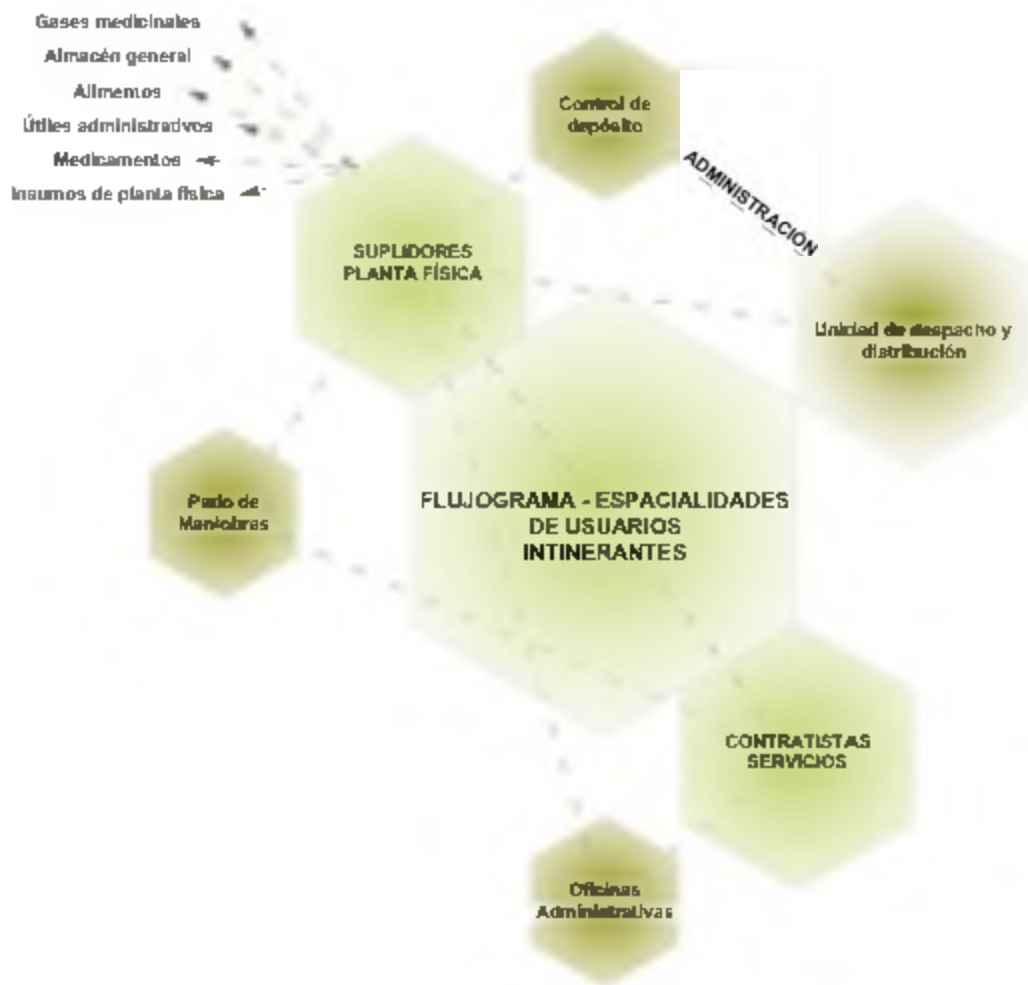 Gases medicinales
Almacén general
Alimentos
Útiles administrativos
Medicamentos
Insumos de planta física
Control de
depósito
ADMINISTRACIÓN
SUPLIDORES
PLANTA FÍSICA
Unidad de despacho y
distribución
Patio de
Maniobras
FLUJOGRAMA - ESPACIALIDADES
DE USUARIOS
INTINERANTES
CONTRATISTAS
SERVICIOS
Oficinas
Administrativas